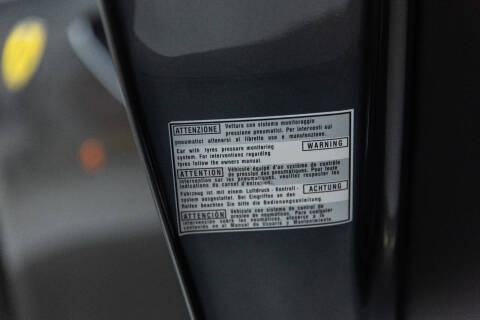 ATTENZIONE Vettura con sistema monitoraggio
pressione pneumatici. Per interventi sui
pneumatici attenersi al libretto uso e manutenzione.
Car with tyres pressure monitoring
system. For interventions regarding WARNING
tyres follow the owners manual.
ATTENTION Véhicule équipé d'un système de contrôle
de pression des pneumatiques. Pour toute
intervention sur les pneumatiques, veuillez respecter les
indications du carnet d'entretien.
Fahrzeug ist mit einem Luftdruck - Kontroll-
system ausgestattet. Bei Eingriffen an den ACHTUNG
Reifen beachten Sie bitte die Bedienungsanleitung.
ATENCIÓN Vehículo con sistema de control de
presión de neumáticos. Para cualquier
intervención sobre los neumáticos, atenerse a lo
contenido en el Manual de Usuario y Mantenimiento.